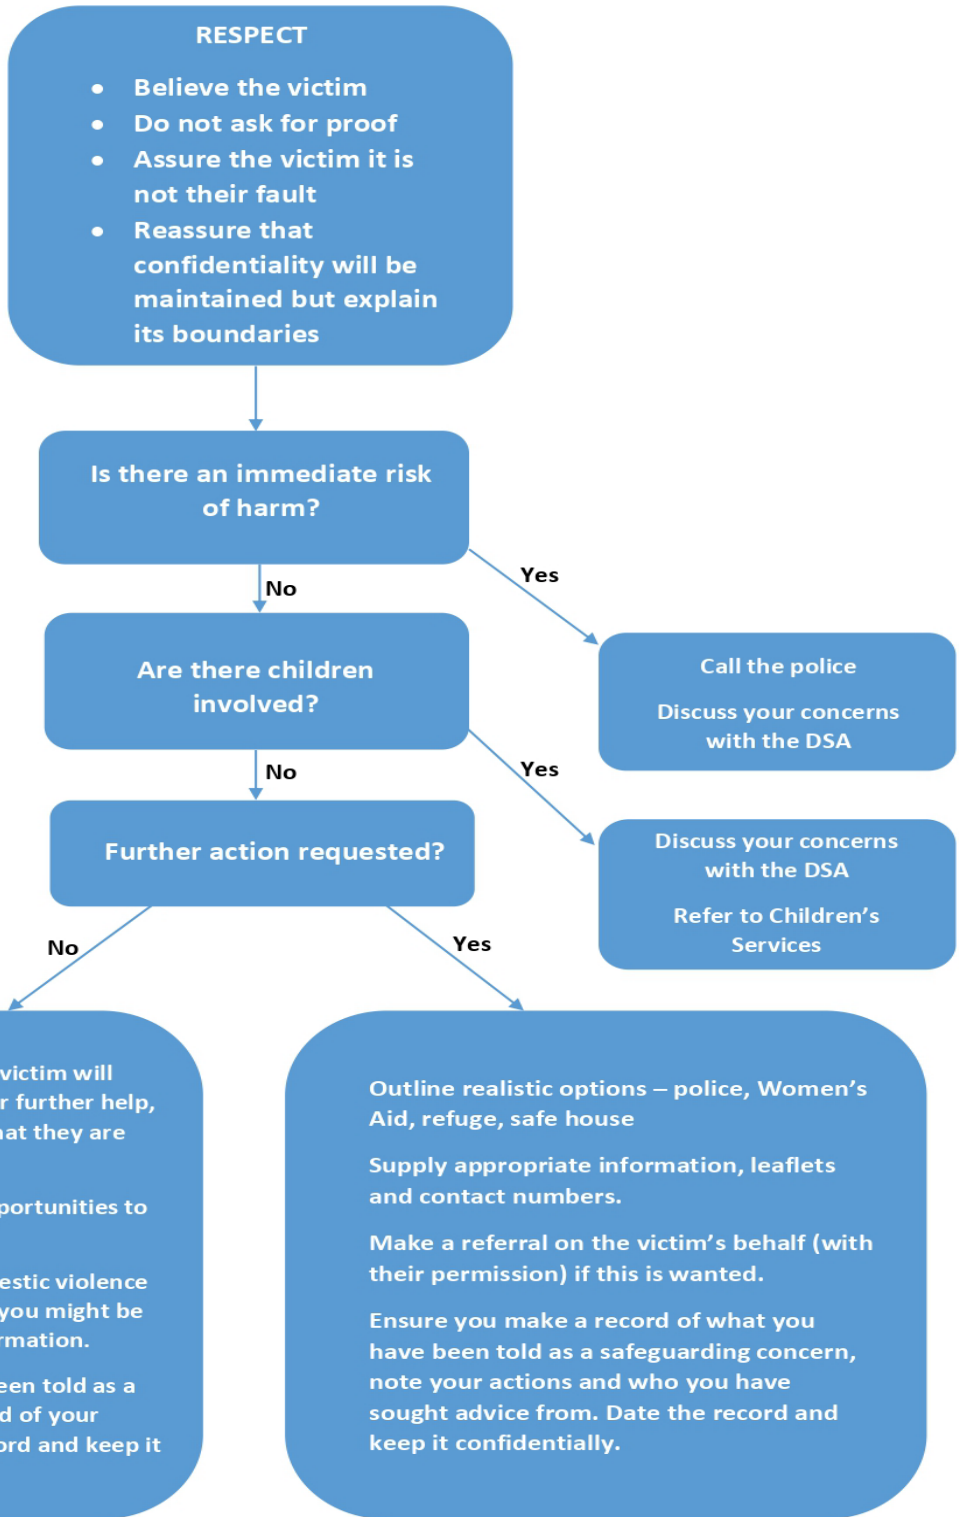 RESPECT
● Believe the victim
● Do not ask for proof
● Assure the victim it is
not their fault
● Reassure that
confidentiality will be
maintained but explain
its boundaries
Is there an immediate risk
of harm?
Yes
No
Are there children
involved?
Call the police
Discuss your concerns
with the DSA
Yes
No
Further action requested?
Discuss your concerns
with the DSA
Refer to Children’s
Services
No
Yes
victim will
further help,
they are
to
violence
you might be
been told as a
of your
and keep it
Outline realistic options – police, Women’s
Aid, refuge, safe house
Supply appropriate information, leaflets
and contact numbers.
Make a referral on the victim’s behalf (with
their permission) if this is wanted.
Ensure you make a record of what you
have been told as a safeguarding concern,
note your actions and who you have
sought advice from. Date the record and
keep it confidentially.